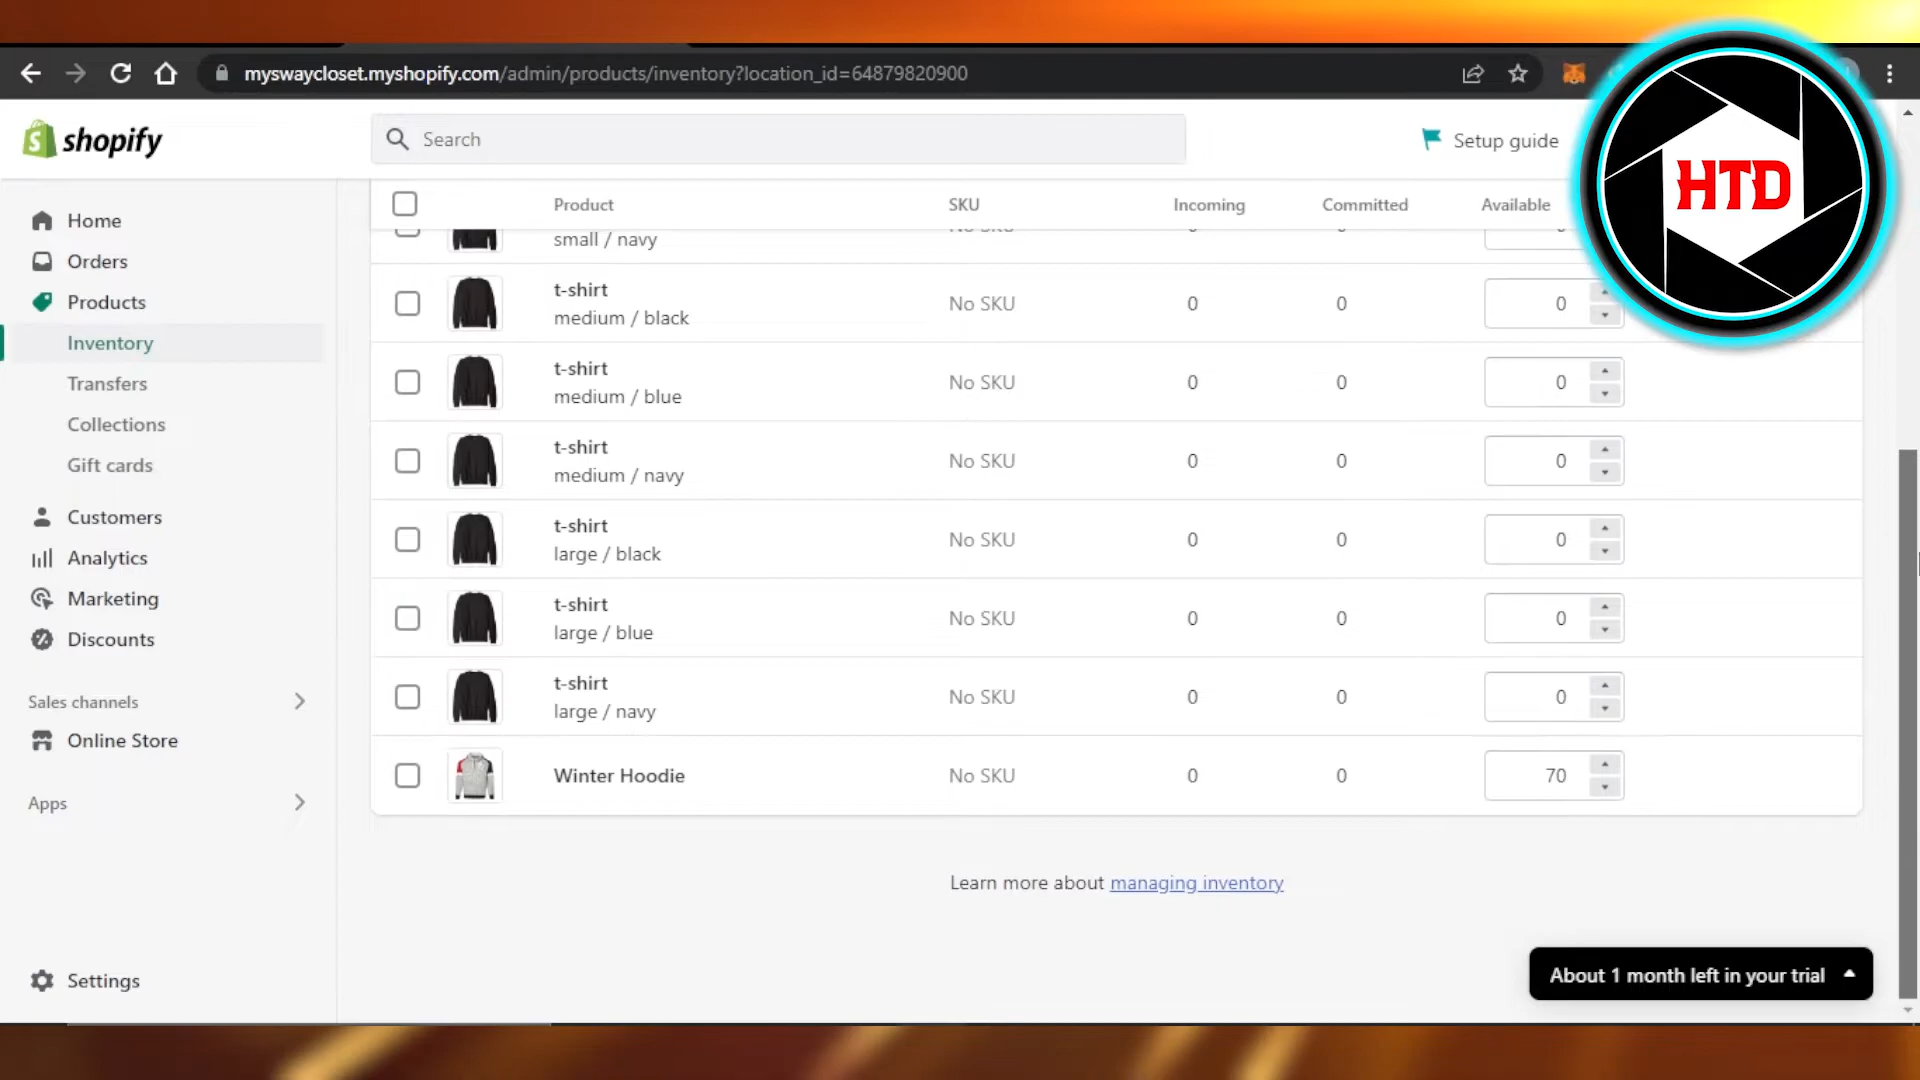 myswaycloset.myshopify.com/admin/products/inventory?location_id=64879820900
shopify
Search
Setup guide
HTD
Home
Orders
Products
Inventory
Transfers
Collections
Gift cards
Customers
Analytics
Marketing
Discounts
Sales channels
Online Store
Apps
Settings
Product SKU Incoming Committed Available
small / navy
t-shirt
medium / black No SKU 0 0 0
t-shirt
medium / blue No SKU 0 0 0
t-shirt
medium / navy No SKU 0 0 0
t-shirt
large / black No SKU 0 0 0
t-shirt
large / blue No SKU 0 0 0
t-shirt
large / navy No SKU 0 0 0
Winter Hoodie No SKU 0 0 70
Learn more about managing inventory
About 1 month left in your trial